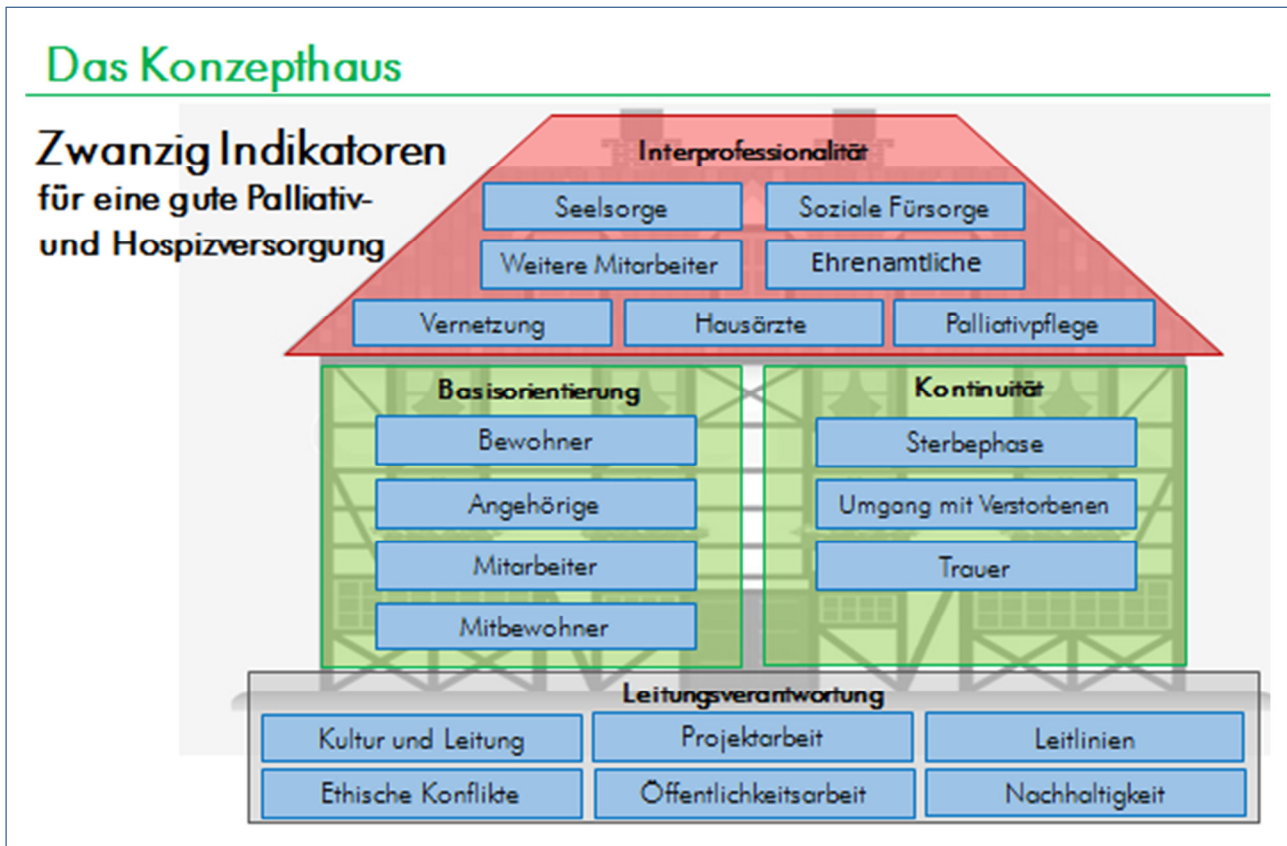 Das Konzepthaus
Zwanzig Indikatoren
für eine gute Palliativ-
und Hospizversorgung
Interprofessionalität
Seelsorge
Soziale Fürsorge
Weitere Mitarbeiter
Ehrenamtliche
Vernetzung
Hausärzte
Palliativpflege
Basisorientierung
Bewohner
Angehörige
Mitarbeiter
Mitbewohner
Kontinuität
Sterbephase
Umgang mit Verstorbenen
Trauer
Leitungsverantwortung
Kultur und Leitung
Projektarbeit
Leitlinien
Ethische Konflikte
Öffentlichkeitsarbeit
Nachhaltigkeit